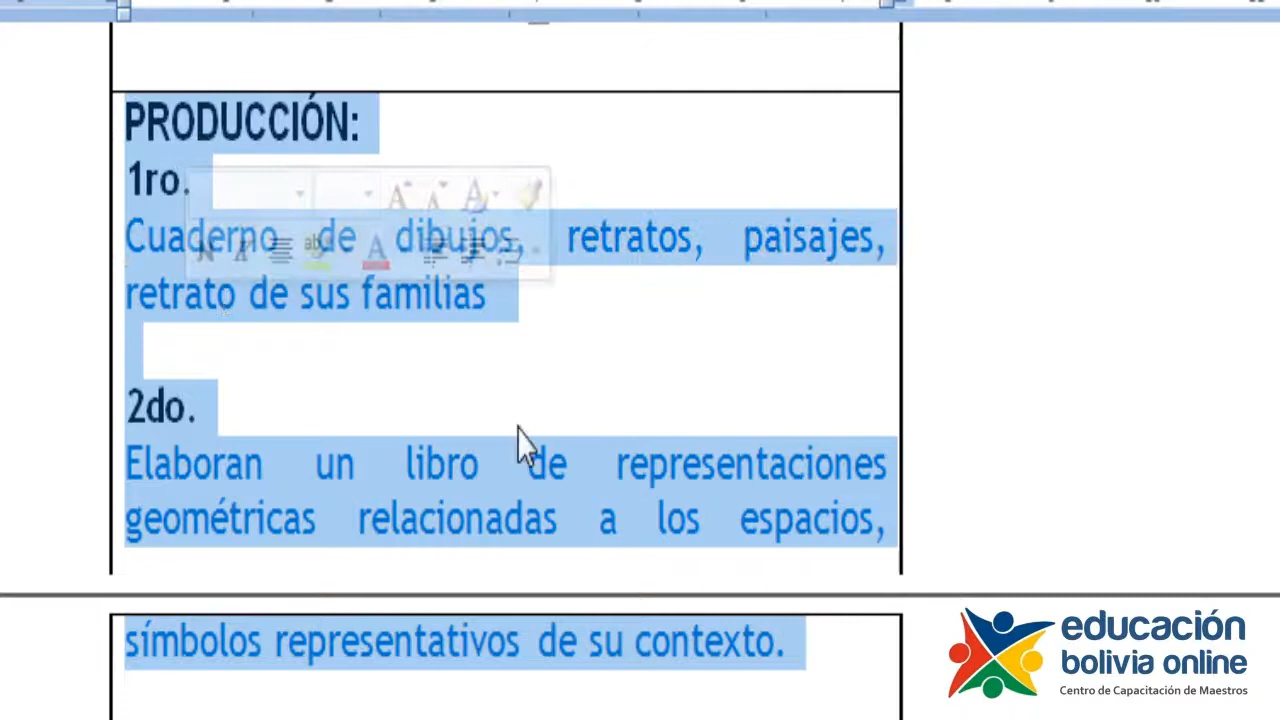 PRODUCCIÓN:
1ro.
Cuaderno de dibujos, retratos, paisajes,
retrato de sus familias
2do.
Elaboran un libro de representaciones
geométricas relacionadas a los espacios,
símbolos representativos de su contexto.
educación
bolivia online
Centro de Capacitación de Maestros